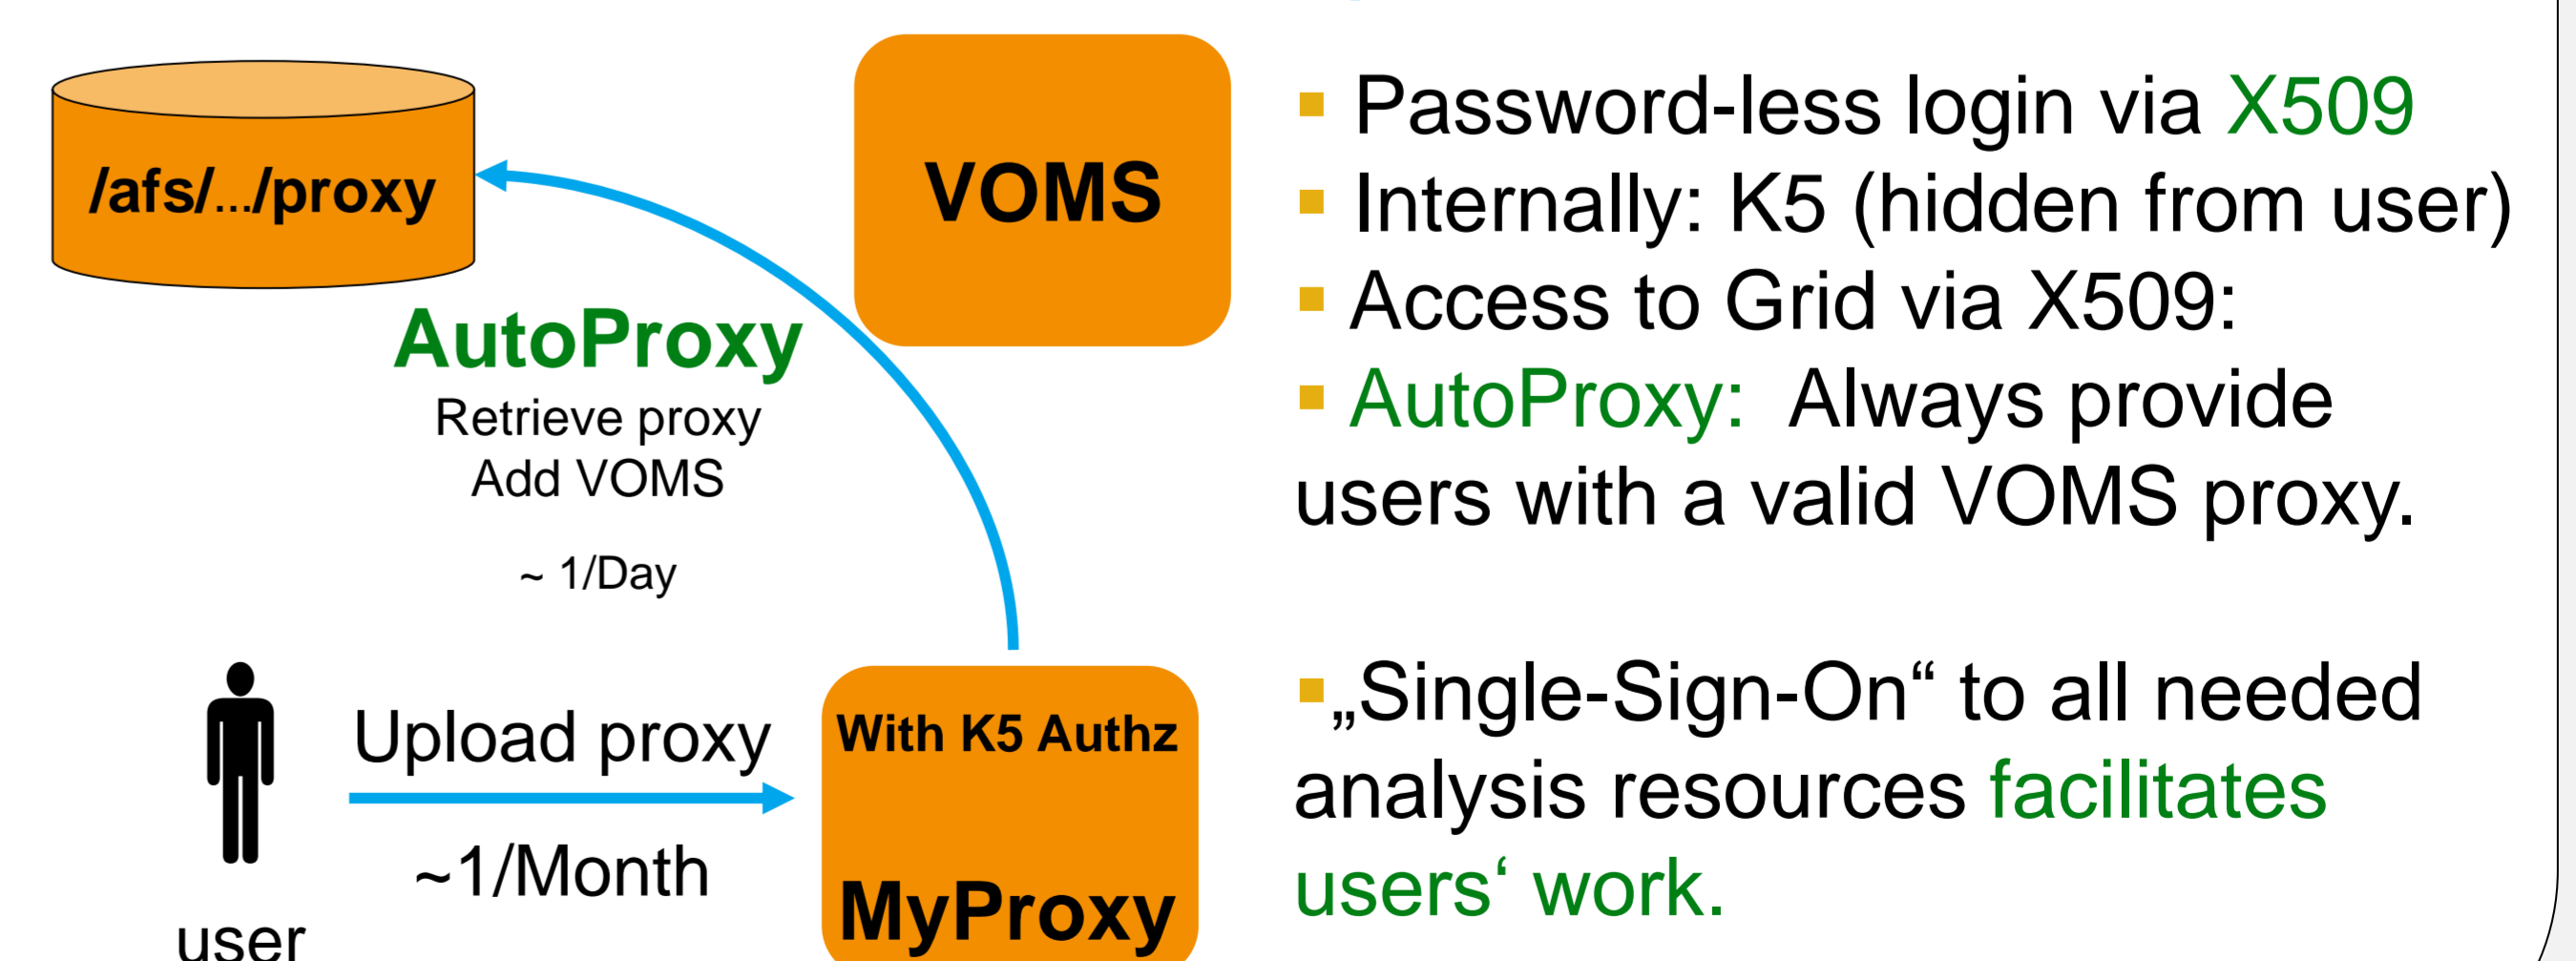 /afs/.../proxy
VOMS
AutoProxy
Retrieve proxy
Add VOMS
~ 1/Day
user
Upload proxy
~1/Month
With K5 Authz
MyProxy
Password-less login via X509
Internally: K5 (hidden from user)
Access to Grid via X509:
AutoProxy: Always provide
users with a valid VOMS proxy.
„Single-Sign-On“ to all needed
analysis resources facilitates
users‘ work.